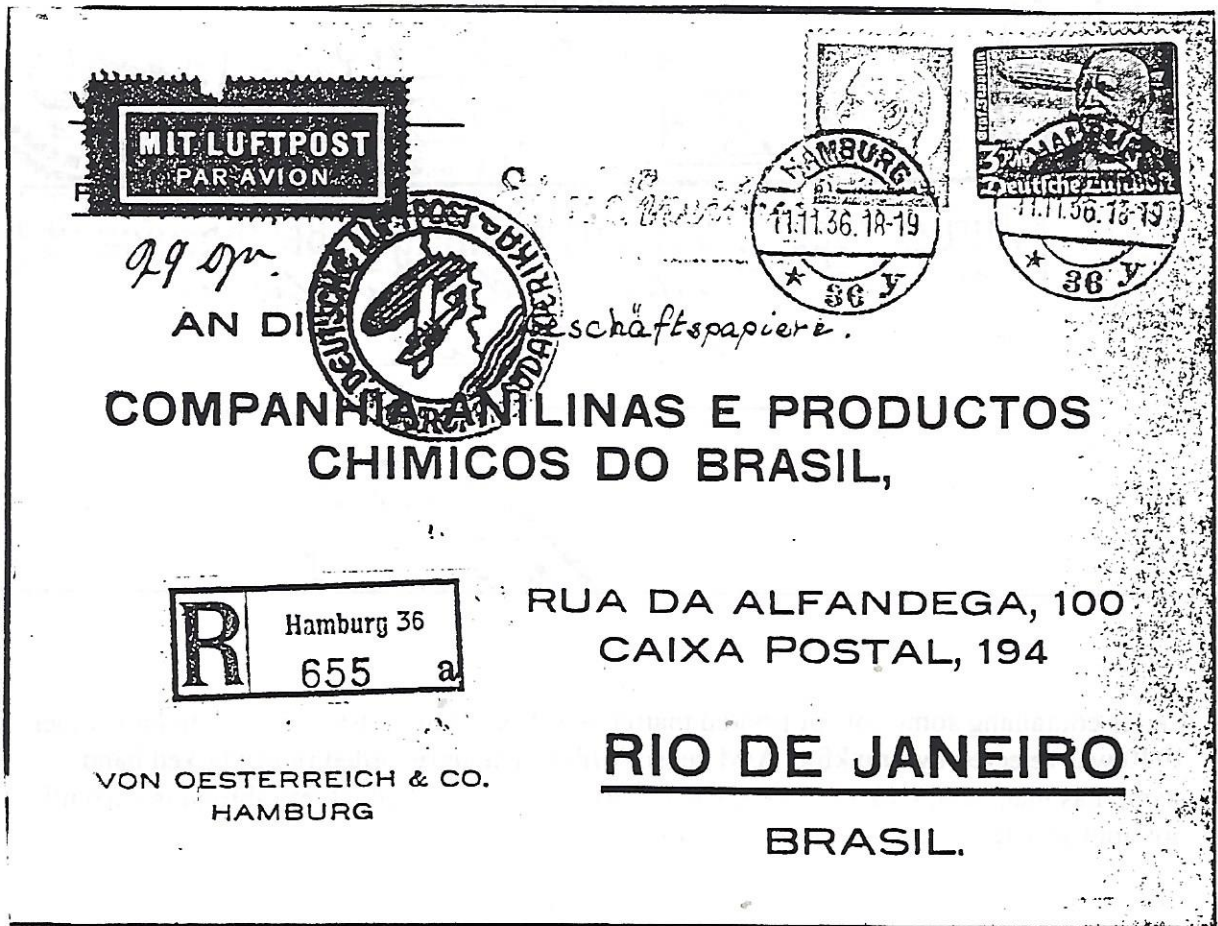 MIT LUFTPOST
PAR AVION
HAMBURG
11.11.36.18-19
* 36 y
3
Deutsche Luftpost
11.11.36.18-19
* 36 y
29 gr.
AN DIE Geschäftspapiere.
COMPANHIA ANILINAS E PRODUCTOS
CHIMICOS DO BRASIL,
R Hamburg 36
655 a
RUA DA ALFANDEGA, 100
CAIXA POSTAL, 194
VON OESTERREICH & CO.
HAMBURG
RIO DE JANEIRO
BRASIL.